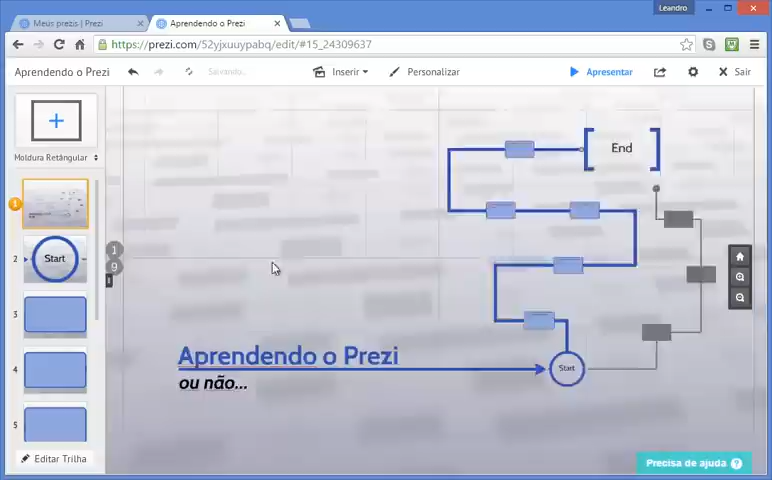 Leandro
Meus prezis | Prezi
Aprendendo o Prezi
https://prezi.com/52yjxuuypabq/edit/#15_24309637
Aprendendo o Prezi
Salvando...
Inserir
Personalizar
Apresentar
Sair
Moldura Retângular
1
2
Start
3
4
5
Editar Trilha
1
9
End
Aprendendo o Prezi
ou não...
Start
Precisa de ajuda ?